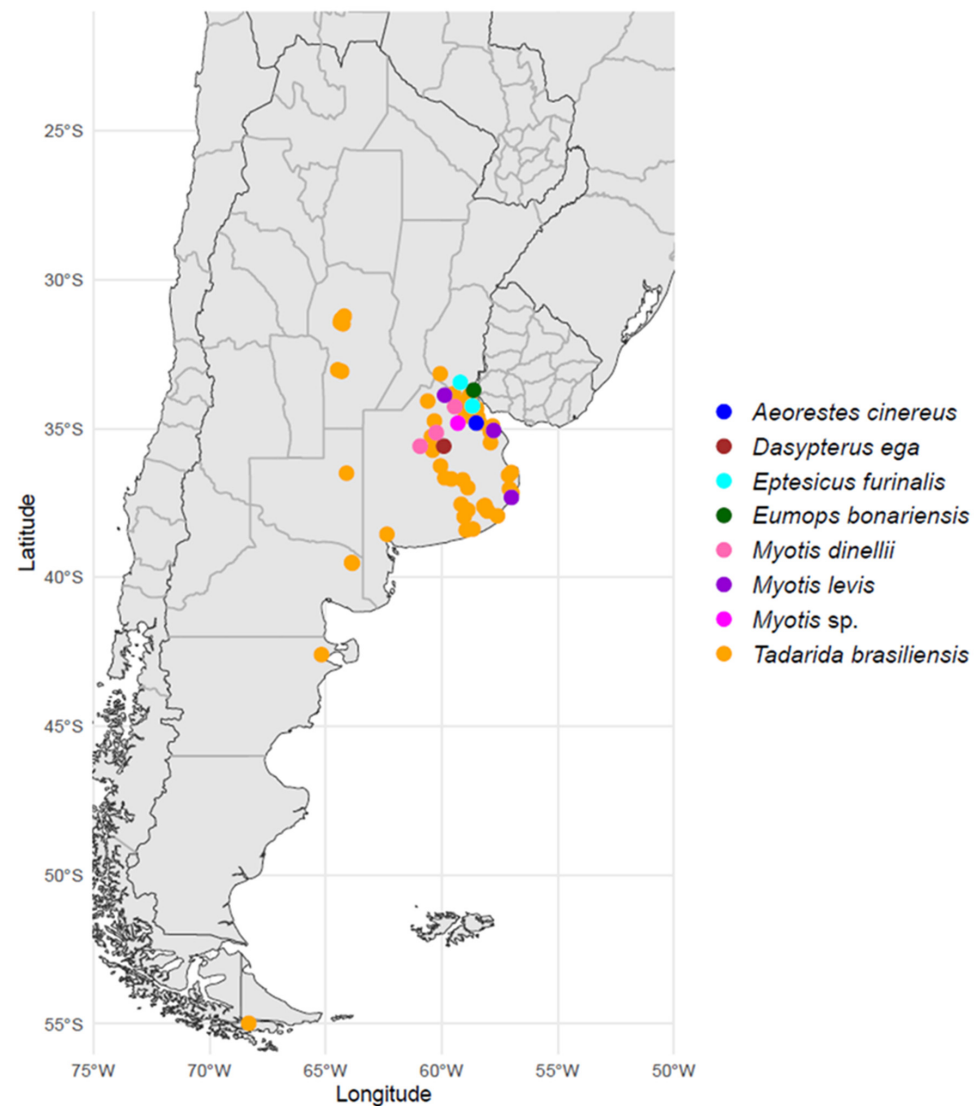 25°S
30°S
35°S
40°S
45°S
50°S
55°S
Latitude
75°W 70°W 65°W 60°W 55°W 50°W
Longitude
Aeorestes cinereus
Dasypterus ega
Eptesicus furinalis
Eumops bonariensis
Myotis dinellii
Myotis levis
Myotis sp.
Tadarida brasiliensis